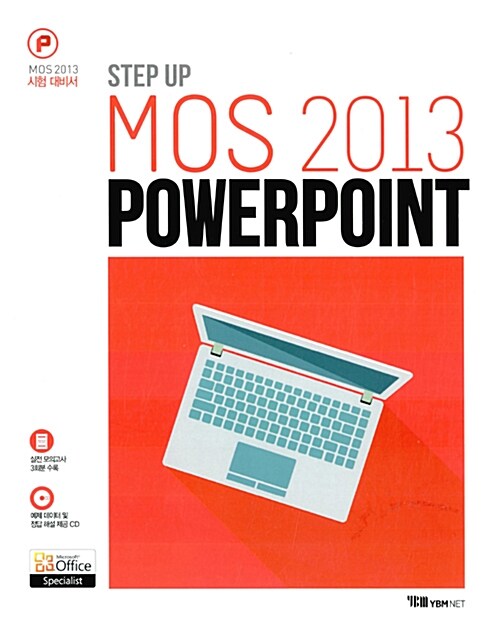 P
MOS 2013
시험 대비서
STEP UP
MOS 2013
POWERPOINT
실전 모의고사
3회분 수록
예제 데이터 및
정답 해설 제공 CD
Microsoft®
Office
Specialist
YBM YBM NET